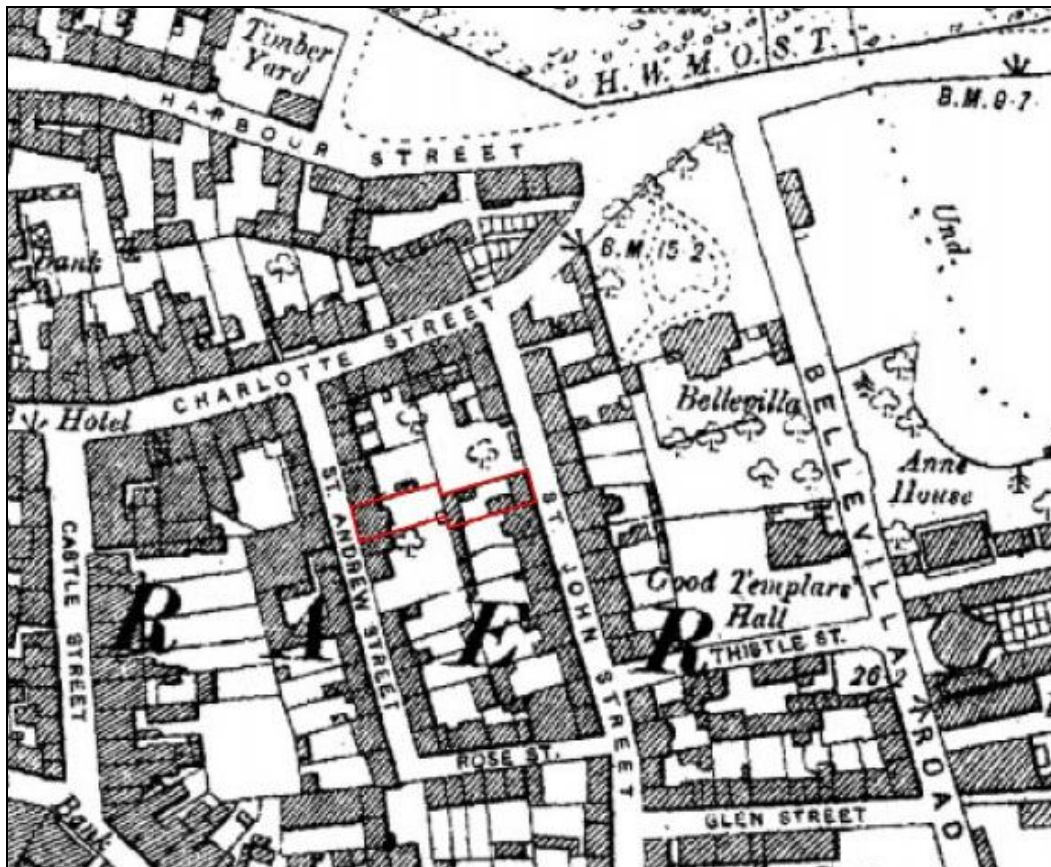 Timber
Yard
H.W.M.O.S.T.
B.M. 9·7
HARBOUR STREET
Und.
Bank
B.M. 15·2
CHARLOTTE STREET
Hotel
Bellevilla
BELLEVILLA ROAD
Anne
House
ST. ANDREW STREET
ST. JOHN STREET
CASTLE STREET
Good Templars
Hall
R A E R
THISTLE ST.
26·2
ROSE ST.
GLEN STREET
Bank